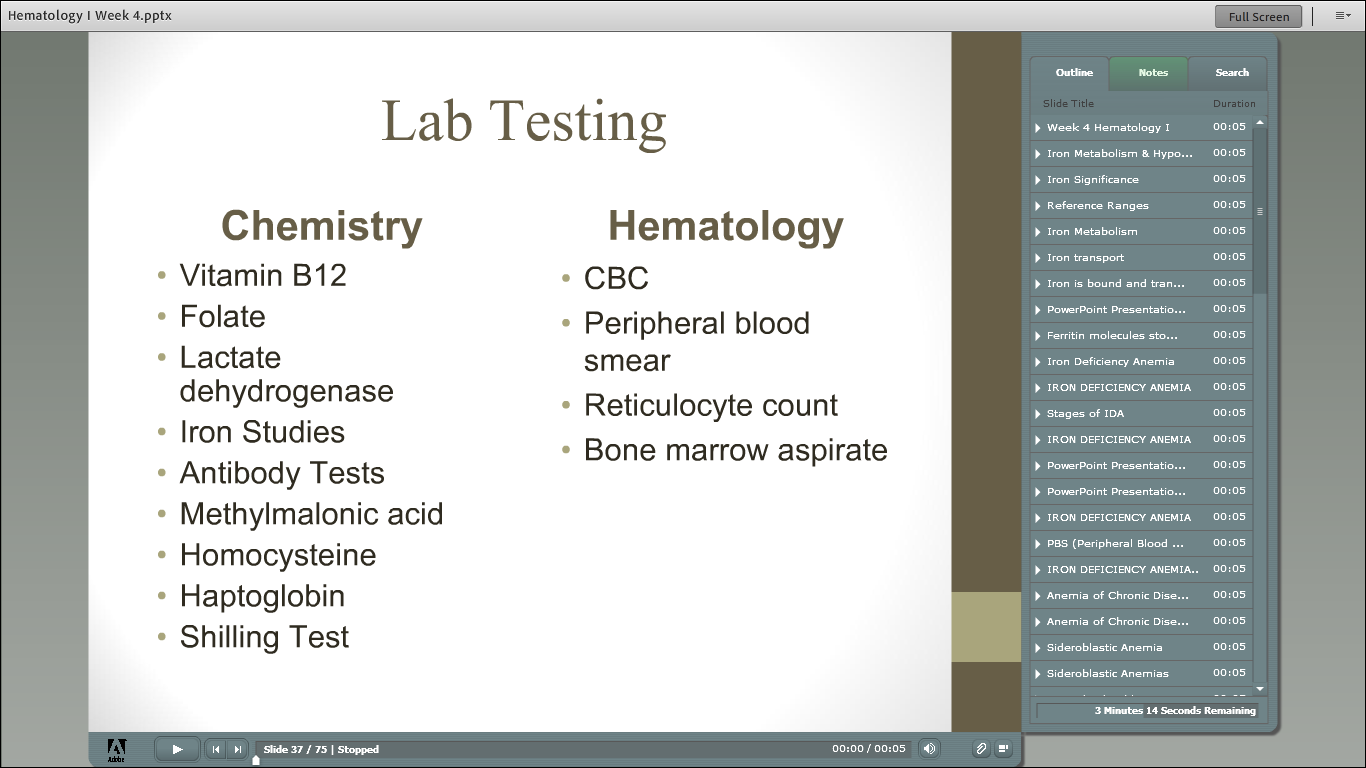 Hematology I Week 4.pptx
Full Screen
Lab Testing
Chemistry
• Vitamin B12
• Folate
• Lactate
dehydrogenase
• Iron Studies
• Antibody Tests
• Methylmalonic acid
• Homocysteine
• Haptoglobin
• Shilling Test
Hematology
• CBC
• Peripheral blood
smear
• Reticulocyte count
• Bone marrow aspirate
Outline Notes Search
Slide Title Duration
Week 4 Hematology I 00:05
Iron Metabolism & Hypo... 00:05
Iron Significance 00:05
Reference Ranges 00:05
Iron Metabolism 00:05
Iron transport 00:05
Iron is bound and tran... 00:05
PowerPoint Presentatio... 00:05
Ferritin molecules sto... 00:05
Iron Deficiency Anemia 00:05
IRON DEFICIENCY ANEMIA 00:05
Stages of IDA 00:05
IRON DEFICIENCY ANEMIA 00:05
PowerPoint Presentatio... 00:05
PowerPoint Presentatio... 00:05
IRON DEFICIENCY ANEMIA 00:05
PBS (Peripheral Blood ... 00:05
IRON DEFICIENCY ANEMIA.. 00:05
Anemia of Chronic Dise... 00:05
Anemia of Chronic Dise... 00:05
Sideroblastic Anemia 00:05
Sideroblastic Anemias 00:05
3 Minutes 14 Seconds Remaining
Adobe
Slide 37 / 75 | Stopped
00:00 / 00:05